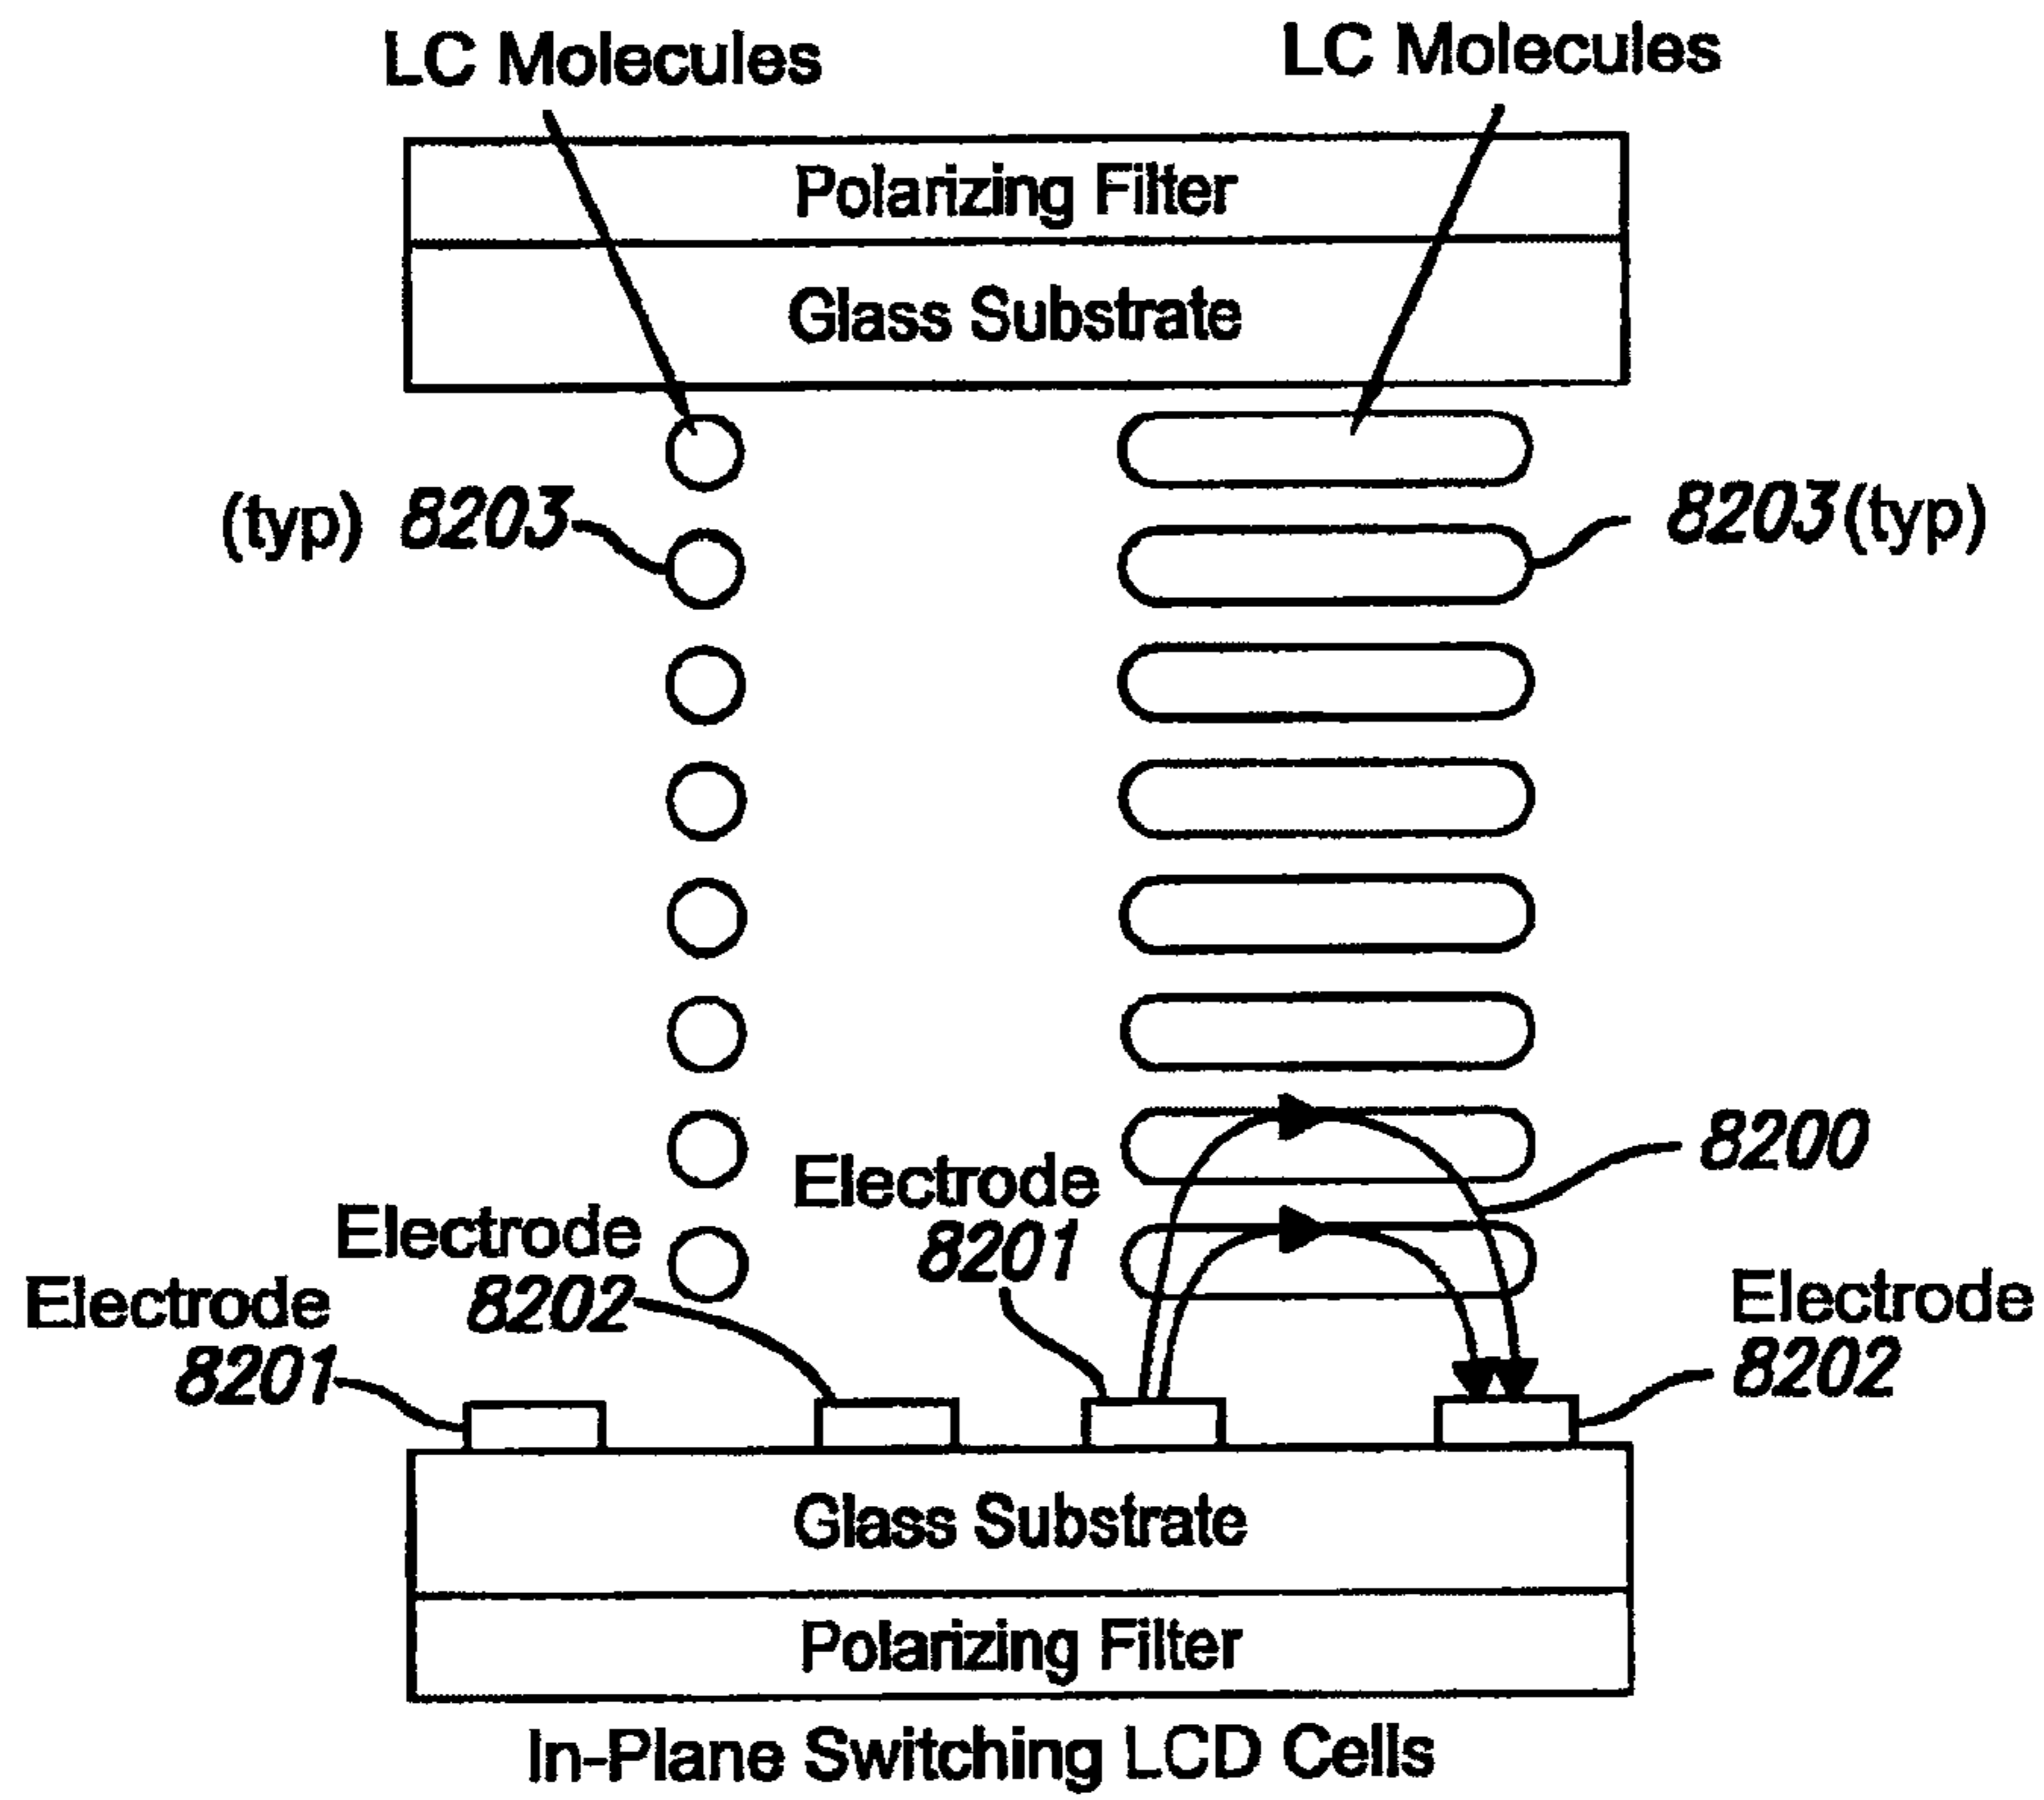 LC Molecules
LC Molecules
Polarizing Filter
Glass Substrate
(typ) 8203
8203 (typ)
8200
Electrode
8201
Electrode
8202
Electrode
8201
Electrode
8202
Glass Substrate
Polarizing Filter
In-Plane Switching LCD Cells